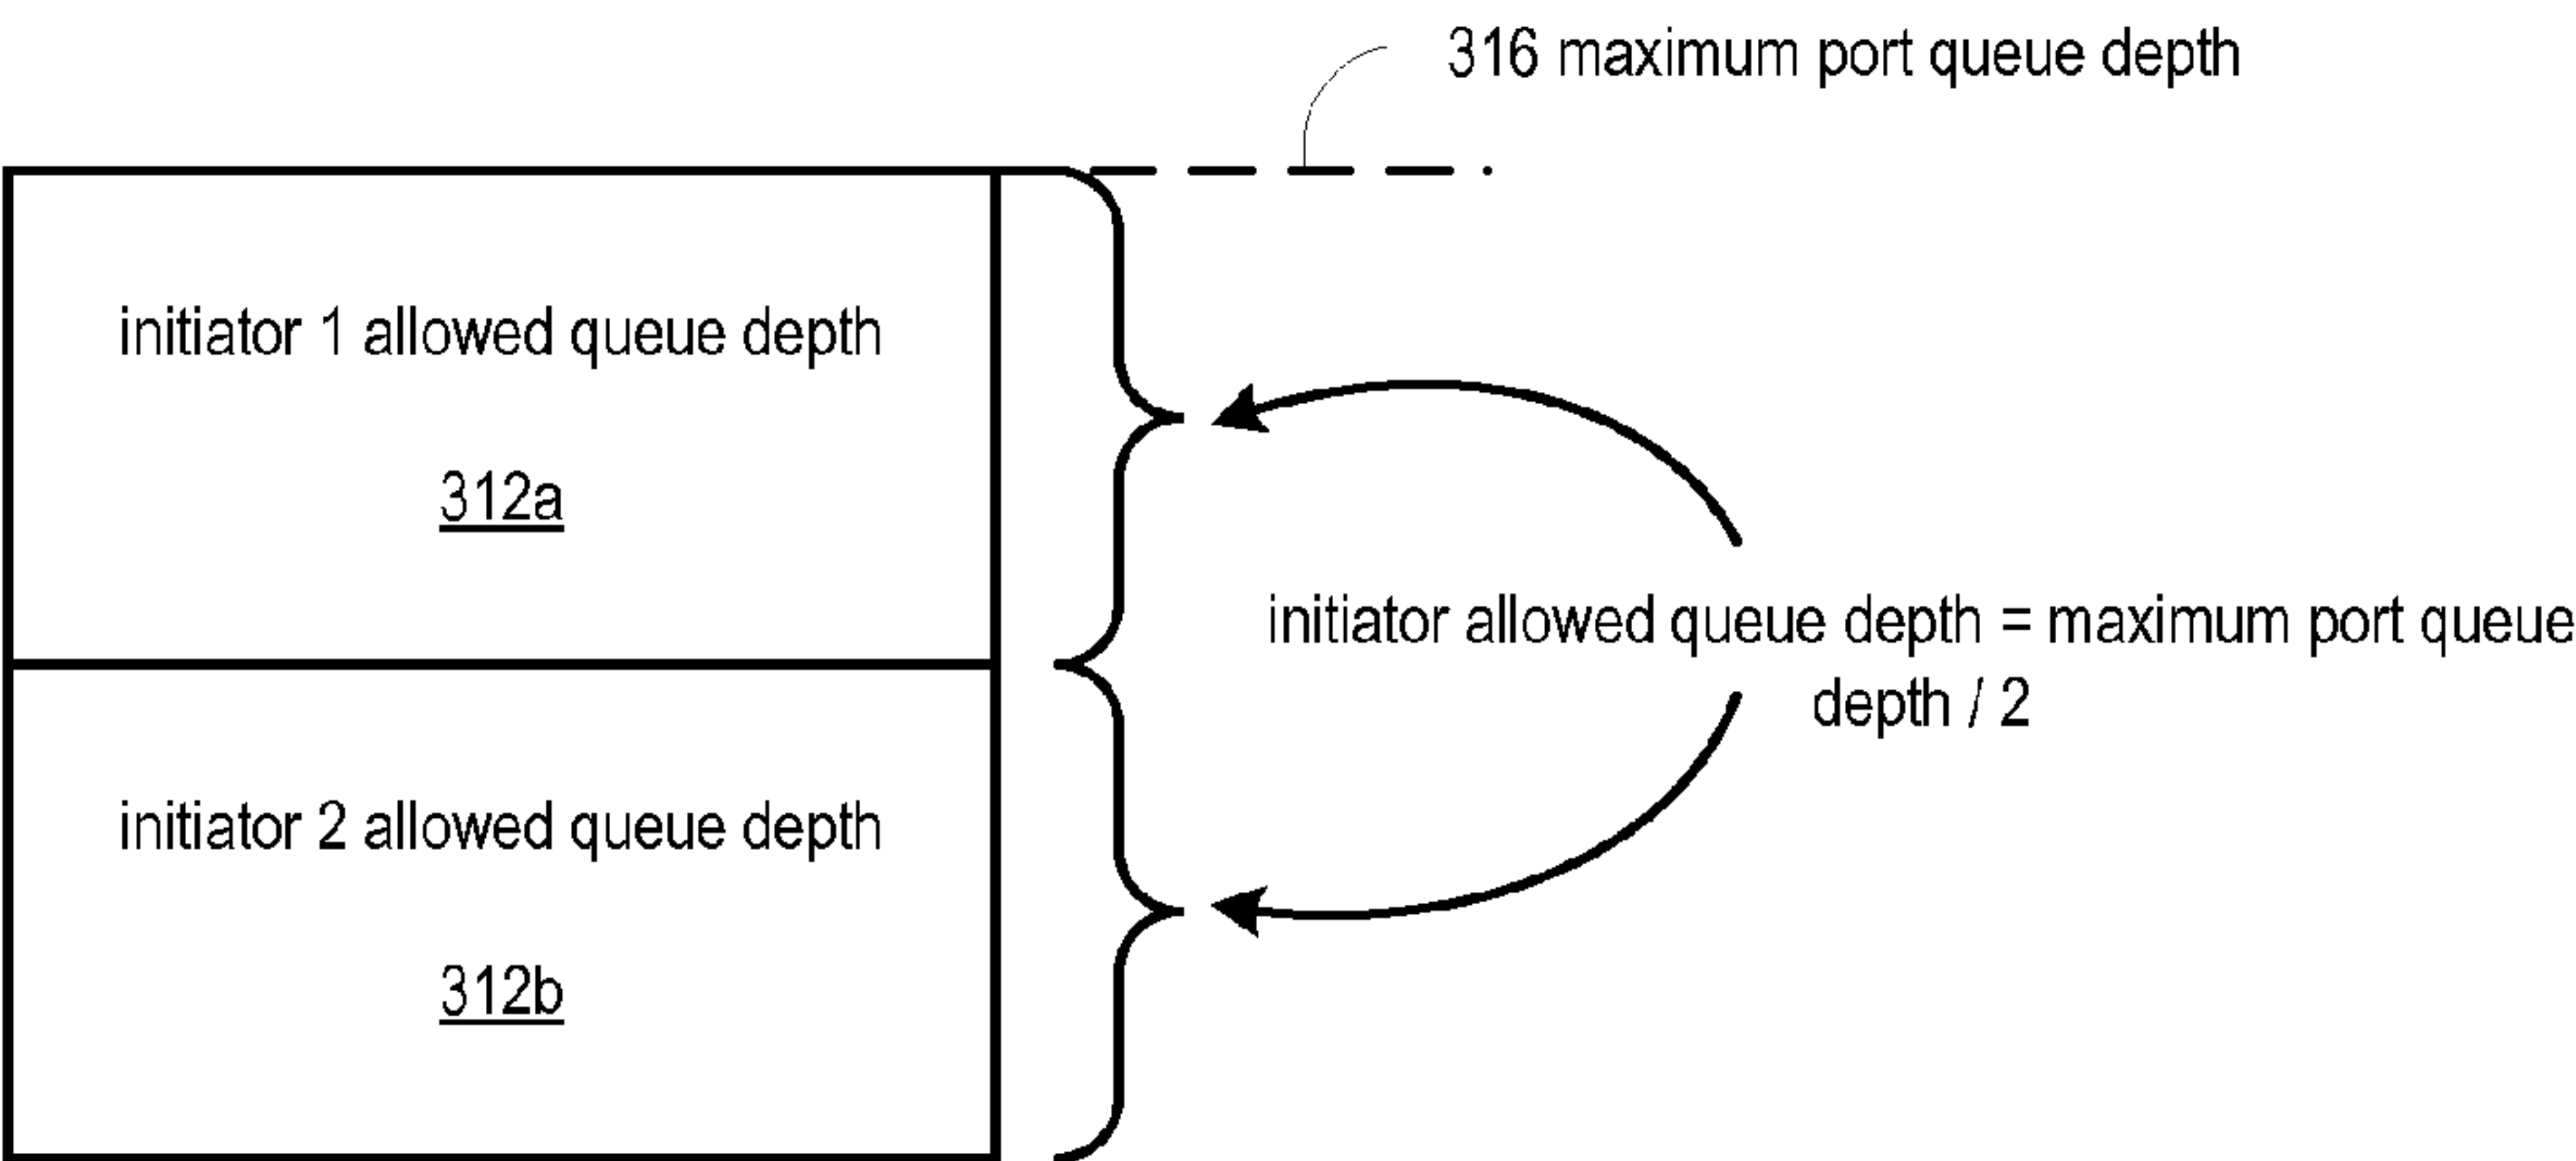 316 maximum port queue depth
initiator 1 allowed queue depth
312a
initiator allowed queue depth = maximum port queue
depth / 2
initiator 2 allowed queue depth
312b